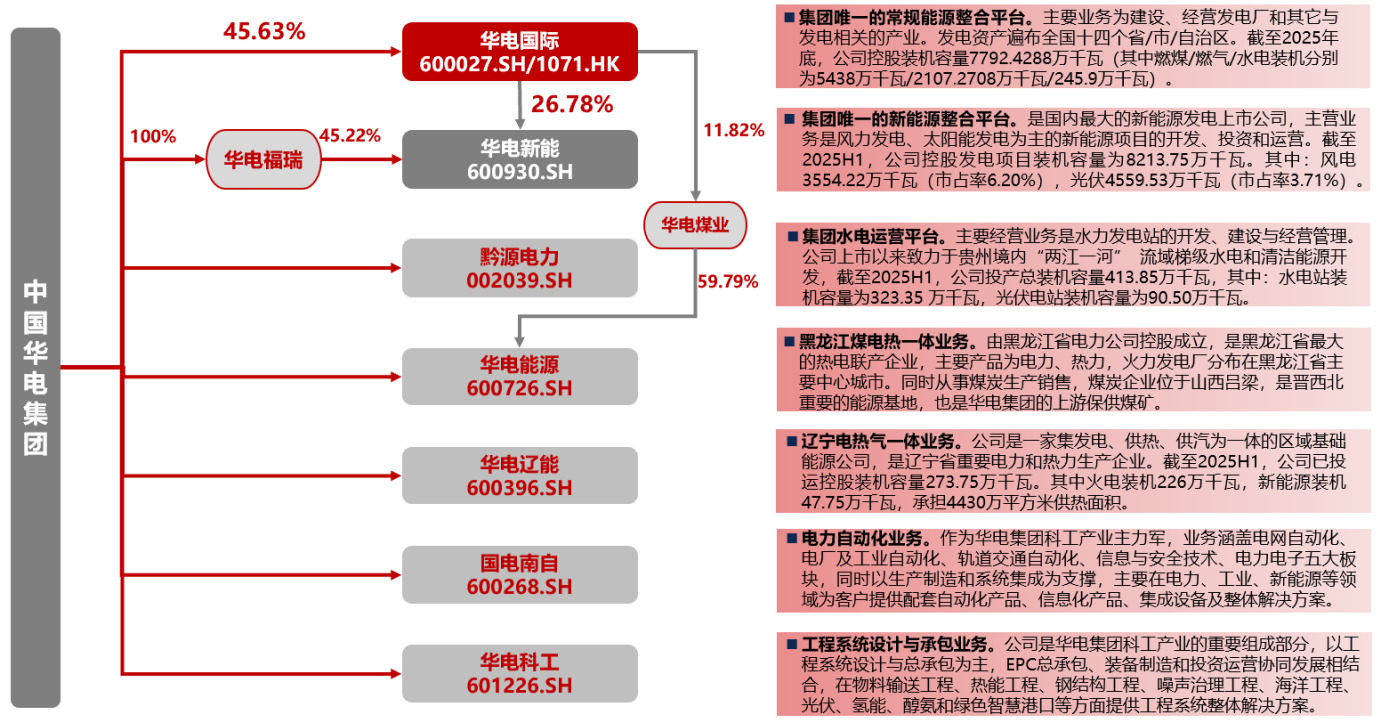 中国华电集团
45.63%
华电国际
600027.SH/1071.HK
26.78%
11.82%
100%
华电福瑞
45.22%
华电新能
600930.SH
华电煤业
59.79%
黔源电力
002039.SH
华电能源
600726.SH
华电辽能
600396.SH
国电南自
600268.SH
华电科工
601226.SH
■ 集团唯一的常规能源整合平台。主要业务为建设、经营发电厂和其它与
发电相关的产业。发电资产遍布全国十四个省/市/自治区。截至2025年
底，公司控股装机容量7792.4288万千瓦（其中燃煤/燃气/水电装机分别
为5438万千瓦/2107.2708万千瓦/245.9万千瓦）。
■ 集团唯一的新能源整合平台。是国内最大的新能源发电上市公司，主营业
务是风力发电、太阳能发电为主的新能源项目的开发、投资和运营。截至
2025H1，公司控股发电项目装机容量为8213.75万千瓦。其中：风电
3554.22万千瓦（市占率6.20%），光伏4559.53万千瓦（市占率3.71%）。
■ 集团水电运营平台。主要经营业务是水力发电站的开发、建设与经营管理。
公司上市以来致力于贵州境内“两江一河” 流域梯级水电和清洁能源开
发，截至2025H1，公司投产总装机容量413.85万千瓦，其中：水电站装
机容量为323.35 万千瓦，光伏电站装机容量为90.50万千瓦。
■ 黑龙江煤电热一体业务。由黑龙江省电力公司控股成立，是黑龙江省最大
的热电联产企业，主要产品为电力、热力，火力发电厂分布在黑龙江省主
要中心城市。同时从事煤炭生产销售，煤炭企业位于山西吕梁，是晋西北
重要的能源基地，也是华电集团的上游保供煤矿。
■ 辽宁电热气一体业务。公司是一家集发电、供热、供汽为一体的区域基础
能源公司，是辽宁省重要电力和热力生产企业。截至2025H1，公司已投
运控股装机容量273.75万千瓦。其中火电装机226万千瓦，新能源装机
47.75万千瓦，承担4430万平方米供热面积。
■ 电力自动化业务。作为华电集团科工产业主力军，业务涵盖电网自动化、
电厂及工业自动化、轨道交通自动化、信息与安全技术、电力电子五大板
块，同时以生产制造和系统集成为支撑，主要在电力、工业、新能源等领
域为客户提供配套自动化产品、信息化产品、集成设备及整体解决方案。
■ 工程系统设计与承包业务。公司是华电集团科工产业的重要组成部分，以工
程系统设计与总承包为主，EPC总承包、装备制造和投资运营协同发展相结
合，在物料输送工程、热能工程、钢结构工程、噪声治理工程、海洋工程、
光伏、氢能、醇氨和绿色智慧港口等方面提供工程系统整体解决方案。